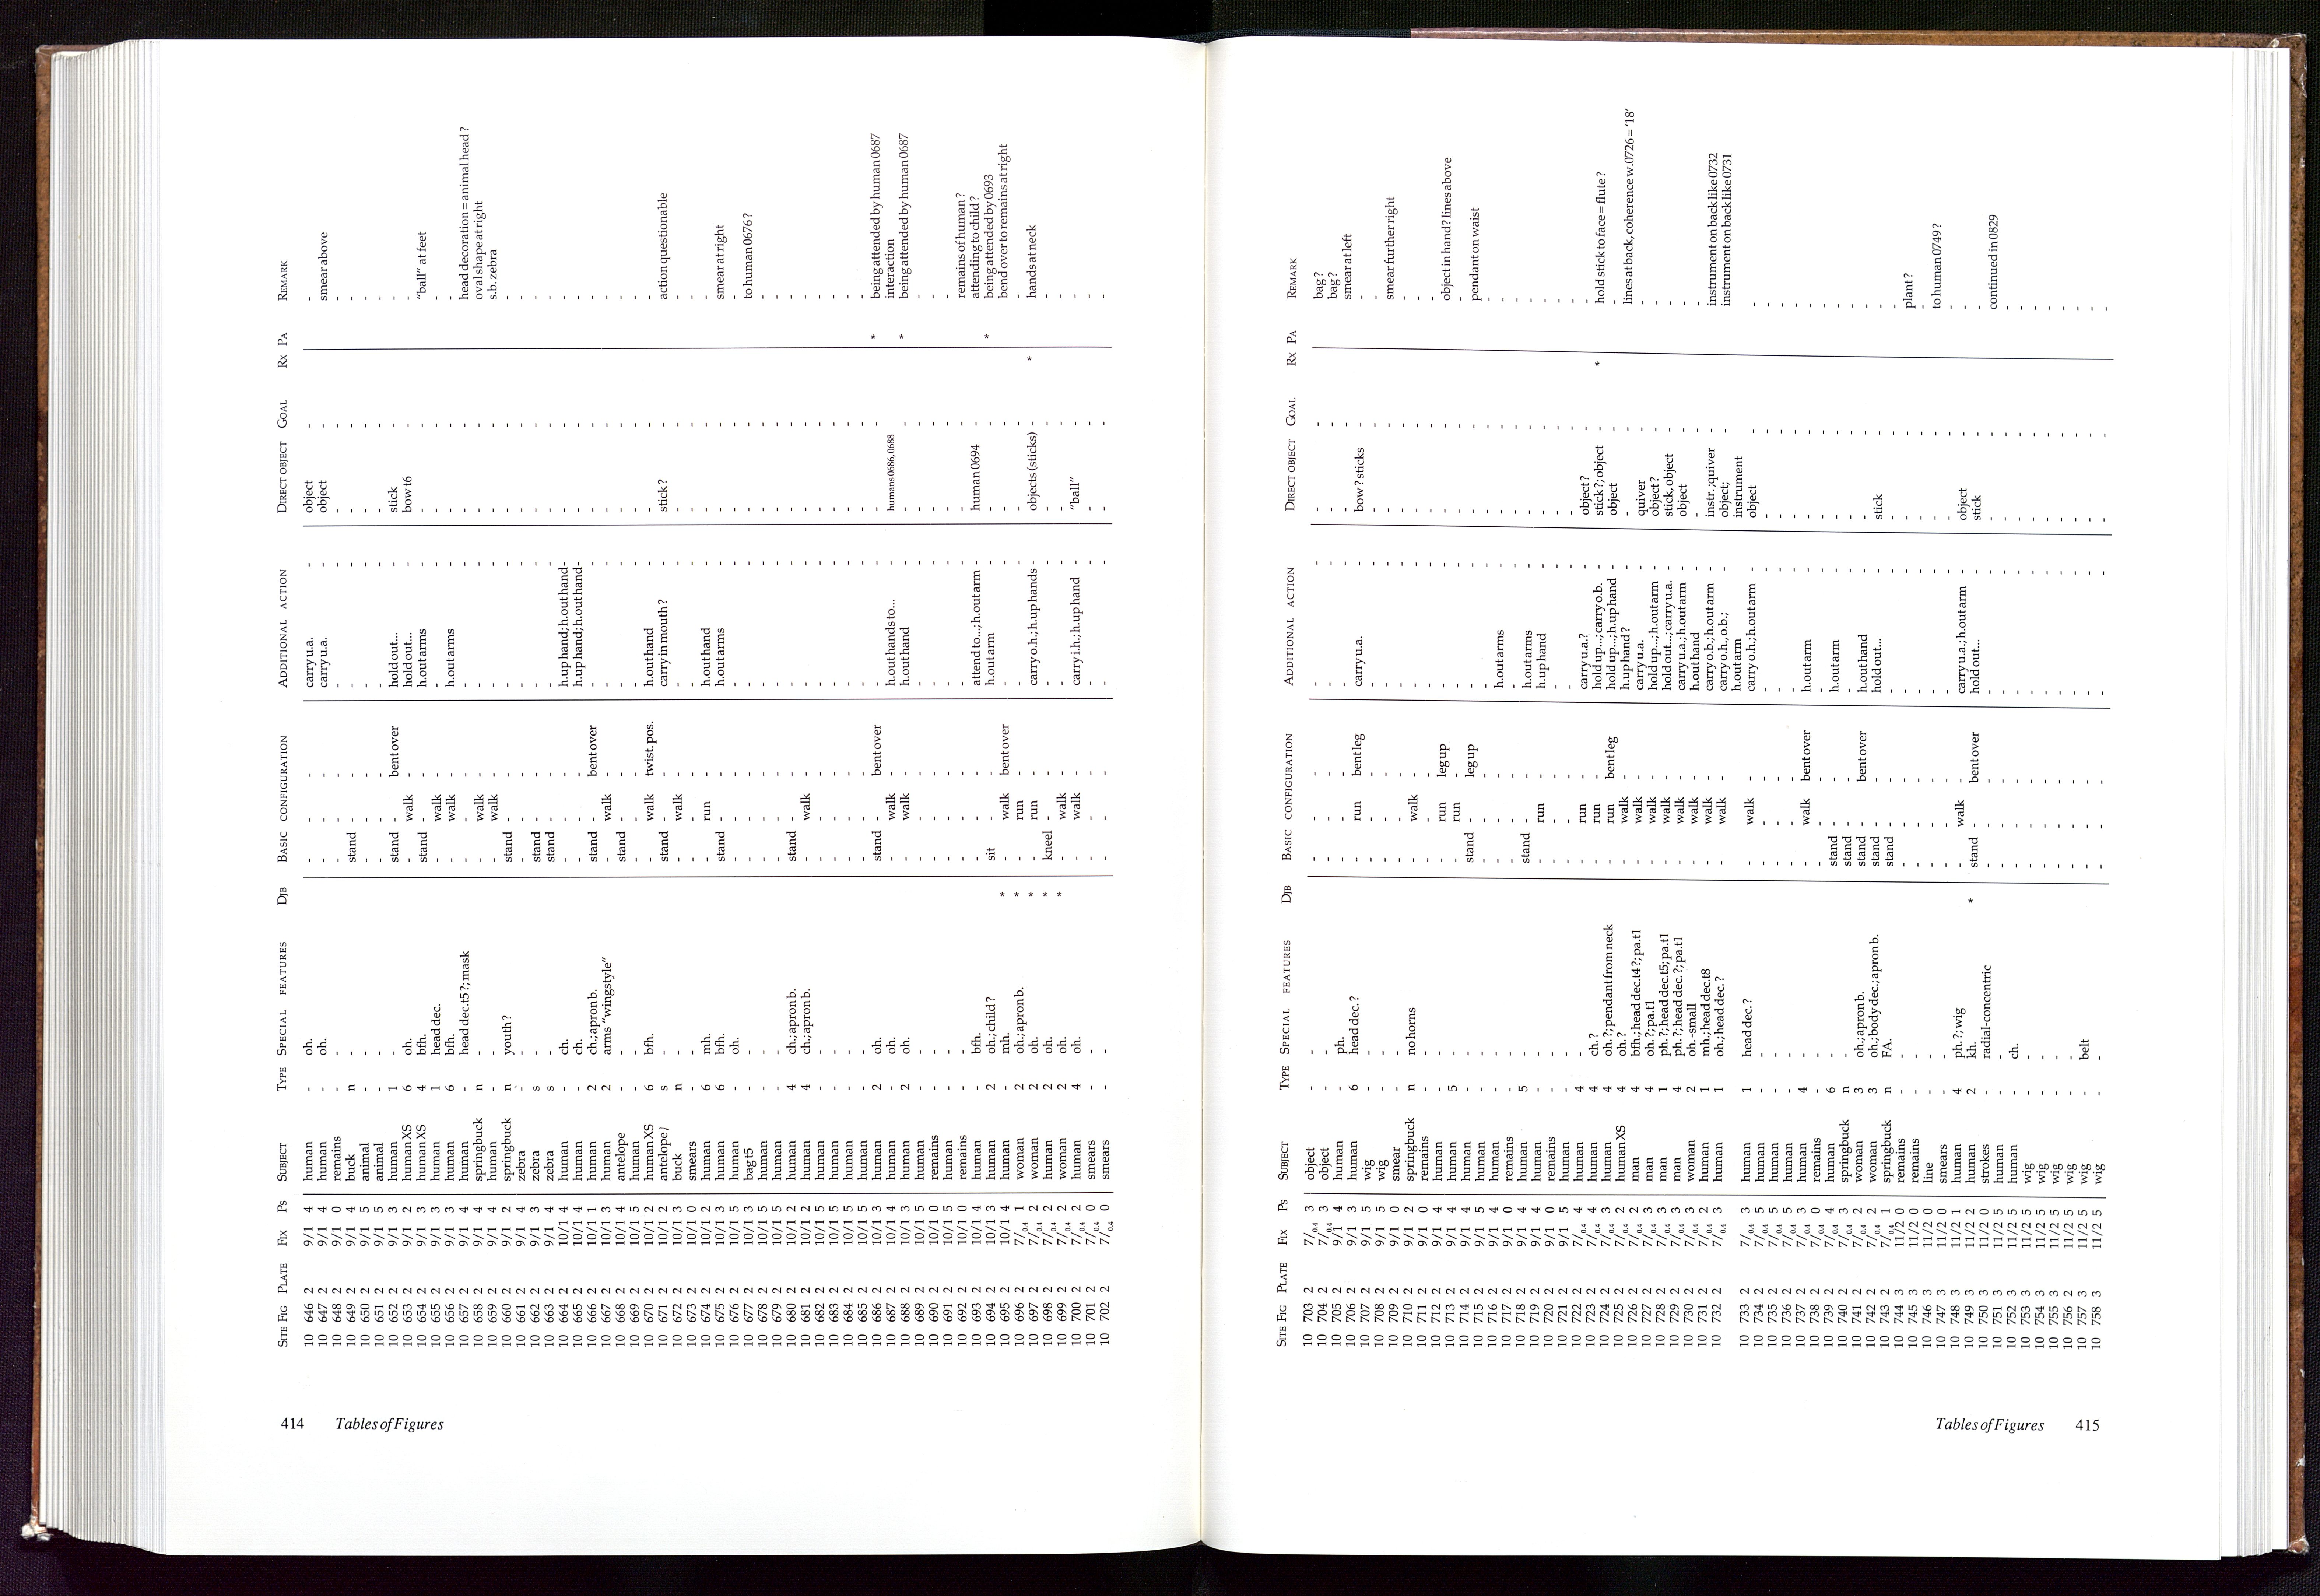 414 Tables of Figures
SITE FIG PLATE FIX PS SUBJECT TYPE SPECIAL FEATURES DJB BASIC CONFIGURATION ADDITIONAL ACTION DIRECT OBJECT GOAL RX PA REMARK
10 646 2 9/1 4 human - oh. - - - carry u.a. - object - -
10 647 2 9/1 4 human - oh. - - - carry u.a. - object - smear above
10 648 2 9/1 0 remains - - - - - - - - - -
10 649 2 9/1 4 buck n - stand - - - - - - -
10 650 2 9/1 5 animal - - - - - - - - - -
10 651 2 9/1 5 animal - - - - - - - - - -
10 652 2 9/1 3 human 1 - stand - bent over hold out... - stick - -
10 653 2 9/1 2 human XS 6 oh. - walk - hold out... - bow t6 - -
10 654 2 9/1 3 human XS 4 bfh. stand - - h.out arms - - - "ball" at feet
10 655 2 9/1 3 human 1 head dec. - walk - - - - - -
10 656 2 9/1 3 human 6 bfh. - walk - h.out arms - - - -
10 657 2 9/1 4 human - head dec.t5?; mask - - - - - - - head decoration = animal head?
10 658 2 9/1 4 springbuck n - - walk - - - - - oval shape at right
10 659 2 9/1 4 human - - - walk - - - - - s.b. zebra
10 660 2 9/1 2 springbuck n youth? stand - - - - - - -
10 661 2 9/1 4 zebra - - - - - - - - - -
10 662 2 9/1 3 zebra s - stand - - - - - - -
10 663 2 9/1 4 zebra s - stand - - - - - - -
10 664 2 10/1 4 human - ch. - - - h.up hand; h.out hand- - - -
10 665 2 10/1 4 human - ch. - - - h.up hand; h.out hand- - - -
10 666 2 10/1 1 human 2 ch.; apron b. stand - bent over - - - - -
10 667 2 10/1 3 human 2 arms "wingstyle" - walk - - - - - -
10 668 2 10/1 4 antelope - - stand - - - - - - -
10 669 2 10/1 5 human - - - - - - - - - -
10 670 2 10/1 2 human XS 6 bfh. - walk twist. pos. h.out hand - - - -
10 671 2 10/1 2 antelope/ s - stand - - carry in mouth? - stick? - action questionable
10 672 2 10/1 3 buck n - - walk - - - - - -
10 673 2 10/1 0 smears - - - - - - - - - -
10 674 2 10/1 2 human 6 mh. - run - h.out hand - - - -
10 675 2 10/1 3 human 6 bfh. stand - - h.out arms - - - smear at right
10 676 2 10/1 5 human - oh. - - - - - - - -
10 677 2 10/1 3 bag t5 - - - - - - - - - to human 0676?
10 678 2 10/1 5 human - - - - - - - - - -
10 679 2 10/1 5 human - - - - - - - - - -
10 680 2 10/1 2 human 4 ch.; apron b. stand - - - - - - -
10 681 2 10/1 2 human 4 ch.; apron b. - walk - - - - - -
10 682 2 10/1 5 human - - - - - - - - - -
10 683 2 10/1 5 human - - - - - - - - - -
10 684 2 10/1 5 human - - - - - - - - - -
10 685 2 10/1 5 human - - - - - - - - - -
10 686 2 10/1 3 human 2 oh. stand - bent over - - - - * being attended by human 0687
10 687 2 10/1 4 human - oh. - walk - h.out hands to... - humans 0686, 0688 - interaction
10 688 2 10/1 3 human 2 oh. - walk - h.out hand - - - * being attended by human 0687
10 689 2 10/1 5 human - - - - - - - - - -
10 690 2 10/1 0 remains - - - - - - - - - -
10 691 2 10/1 5 human - - - - - - - - - -
10 692 2 10/1 0 remains - - - - - - - - - remains of human?
10 693 2 10/1 4 human - bfh. - - - attend to...; h.out arm - human 0694 - attending to child?
10 694 2 10/1 3 human 2 oh.; child? sit - - h.out arm - - - * being attended by 0693
10 695 2 10/1 4 human - mh. * - walk bent over - - - - bend over to remains at right
10 696 2 7/0.4 1 woman 2 oh.; apron b. * - run - - - - - -
10 697 2 7/0.4 2 woman 2 oh. * - run - carry o.h.; h.up hands - objects (sticks) - * hands at neck
10 698 2 7/0.4 2 human 2 oh. * kneel - - - - - - -
10 699 2 7/0.4 2 woman 2 oh. * - walk - - - - - -
10 700 2 7/0.4 2 human 4 oh. - walk - carry i.h.; h.up hand - "ball" - -
10 701 2 7/0.4 0 smears - - - - - - - - - -
10 702 2 7/0.4 0 smears - - - - - - - - - -
Tables of Figures 415
SITE FIG PLATE FIX PS SUBJECT TYPE SPECIAL FEATURES DJB BASIC CONFIGURATION ADDITIONAL ACTION DIRECT OBJECT GOAL RX PA REMARK
10 703 2 7/0.4 3 object - - - - - - - - - bag?
10 704 2 7/0.4 3 object - - - - - - - - - bag?
10 705 2 9/1 4 human - ph. - - - - - - - smear at left
10 706 2 9/1 3 human 6 head dec.? - run bent leg carry u.a. - bow? sticks - -
10 707 2 9/1 5 wig - - - - - - - - - -
10 708 2 9/1 5 wig - - - - - - - - - smear further right
10 709 2 9/1 0 smear - - - - - - - - - -
10 710 2 9/1 2 springbuck n no horns - walk - - - - - -
10 711 2 9/1 0 remains - - - - - - - - - -
10 712 2 9/1 4 human - - - run leg up - - - - object in hand? lines above
10 713 2 9/1 4 human 5 - - run - - - - - -
10 714 2 9/1 4 human - - stand - leg up - - - - pendant on waist
10 715 2 9/1 5 human - - - - - - - - - -
10 716 2 9/1 4 human - - - - - h.out arms - - - -
10 717 2 9/1 0 remains - - - - - - - - - -
10 718 2 9/1 4 human 5 - stand - - h.out arms - - - -
10 719 2 9/1 4 human - - - run - h.up hand - - - -
10 720 2 9/1 0 remains - - - - - - - - - -
10 721 2 9/1 5 human - - - - - - - - - -
10 722 2 7/0.4 4 human 4 - - run - carry u.a.? - object? - -
10 723 2 7/0.4 4 human 4 ch.? - run - hold up...; carry o.b. - stick?; object - * hold stick to face = flute?
10 724 2 7/0.4 3 human 4 oh.?; pendant from neck - run bent leg hold up...; h.up hand object - -
10 725 2 7/0.4 2 human XS 4 oh.? - walk - h.up hand? - - - lines at back, coherence w.0726 = '18'
10 726 2 7/0.4 2 man 4 bfh.; head dec.t4?; pa.t1 - walk - carry u.a. - quiver - -
10 727 2 7/0.4 3 man 4 oh.?; pa.t1 - walk - hold up...; h.out arm - object? - -
10 728 2 7/0.4 3 man 1 ph.?; head dec.t5; pa.t1 - walk - hold out...; carry u.a. - stick, object - -
10 729 2 7/0.4 3 man 4 ph.?; head dec.?; pa.t1 - walk - carry u.a.; h.out arm - object - -
10 730 2 7/0.4 3 woman 2 oh. -small - walk - h.out hand - - - -
10 731 2 7/0.4 2 human 1 mh.; head dec.t8 - walk - carry o.b.; h.out arm - instr.; quiver - instrument on back like 0732
10 732 2 7/0.4 3 human 1 oh.; head dec.? - walk - carry o.h., o.b.; - object; - instrument on back like 0731
h.out arm instrument
10 733 2 7/0.4 3 human 1 head dec.? - walk - carry o.h.; h.out arm - object - -
10 734 2 7/0.4 5 human - - - - - - - - - -
10 735 2 7/0.4 5 human - - - - - - - - - -
10 736 2 7/0.4 5 human - - - - - - - - - -
10 737 2 7/0.4 3 human 4 - - walk bent over h.out arm - - - -
10 738 2 7/0.4 0 remains - - - - - - - - - -
10 739 2 7/0.4 4 human 6 - stand - - h.out arm - - - -
10 740 2 7/0.4 3 springbuck n - stand - - - - - - -
10 741 2 7/0.4 2 woman 3 oh.; apron b. stand - bent over h.out hand - - - -
10 742 2 7/0.4 2 woman 3 oh.; body dec.; apron b. stand - - hold out... - stick - -
10 743 2 7/0.4 1 springbuck n FA. stand - - - - - - -
10 744 3 11/2 0 remains - - - - - - - - - plant?
10 745 3 11/2 0 remains - - - - - - - - - -
10 746 3 11/2 0 line - - - - - - - - - to human 0749?
10 747 3 11/2 0 smears - - - - - - - - - -
10 748 3 11/2 1 human 4 ph.?; wig - walk - carry u.a.; h.out arm - object - -
10 749 3 11/2 2 human 2 kh. * stand - bent over hold out... - stick - -
10 750 3 11/2 0 strokes - radial-concentric - - - - - - - continued in 0829
10 751 3 11/2 5 human - - - - - - - - - -
10 752 3 11/2 5 human - ch. - - - - - - - -
10 753 3 11/2 5 wig - - - - - - - - - -
10 754 3 11/2 5 wig - - - - - - - - - -
10 755 3 11/2 5 wig - - - - - - - - - -
10 756 2 11/2 5 wig - - - - - - - - - -
10 757 3 11/2 5 wig - belt - - - - - - - -
10 758 3 11/2 5 wig - - - - - - - - - -